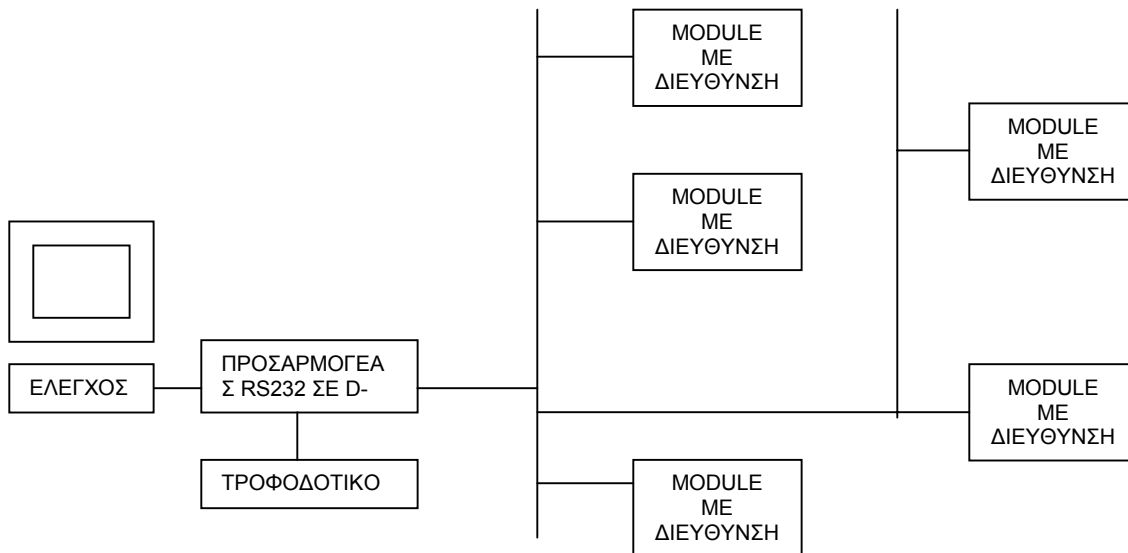 MODULE
ΜΕ
ΔΙΕΥΘΥΝΣΗ
MODULE
ΜΕ
ΔΙΕΥΘΥΝΣΗ
MODULE
ΜΕ
ΔΙΕΥΘΥΝΣΗ
ΕΛΕΓΧΟΣ
ΠΡΟΣΑΡΜΟΓΕΑ
Σ RS232 ΣΕ D-
MODULE
ΜΕ
ΔΙΕΥΘΥΝΣΗ
ΤΡΟΦΟΔΟΤΙΚΟ
MODULE
ΜΕ
ΔΙΕΥΘΥΝΣΗ